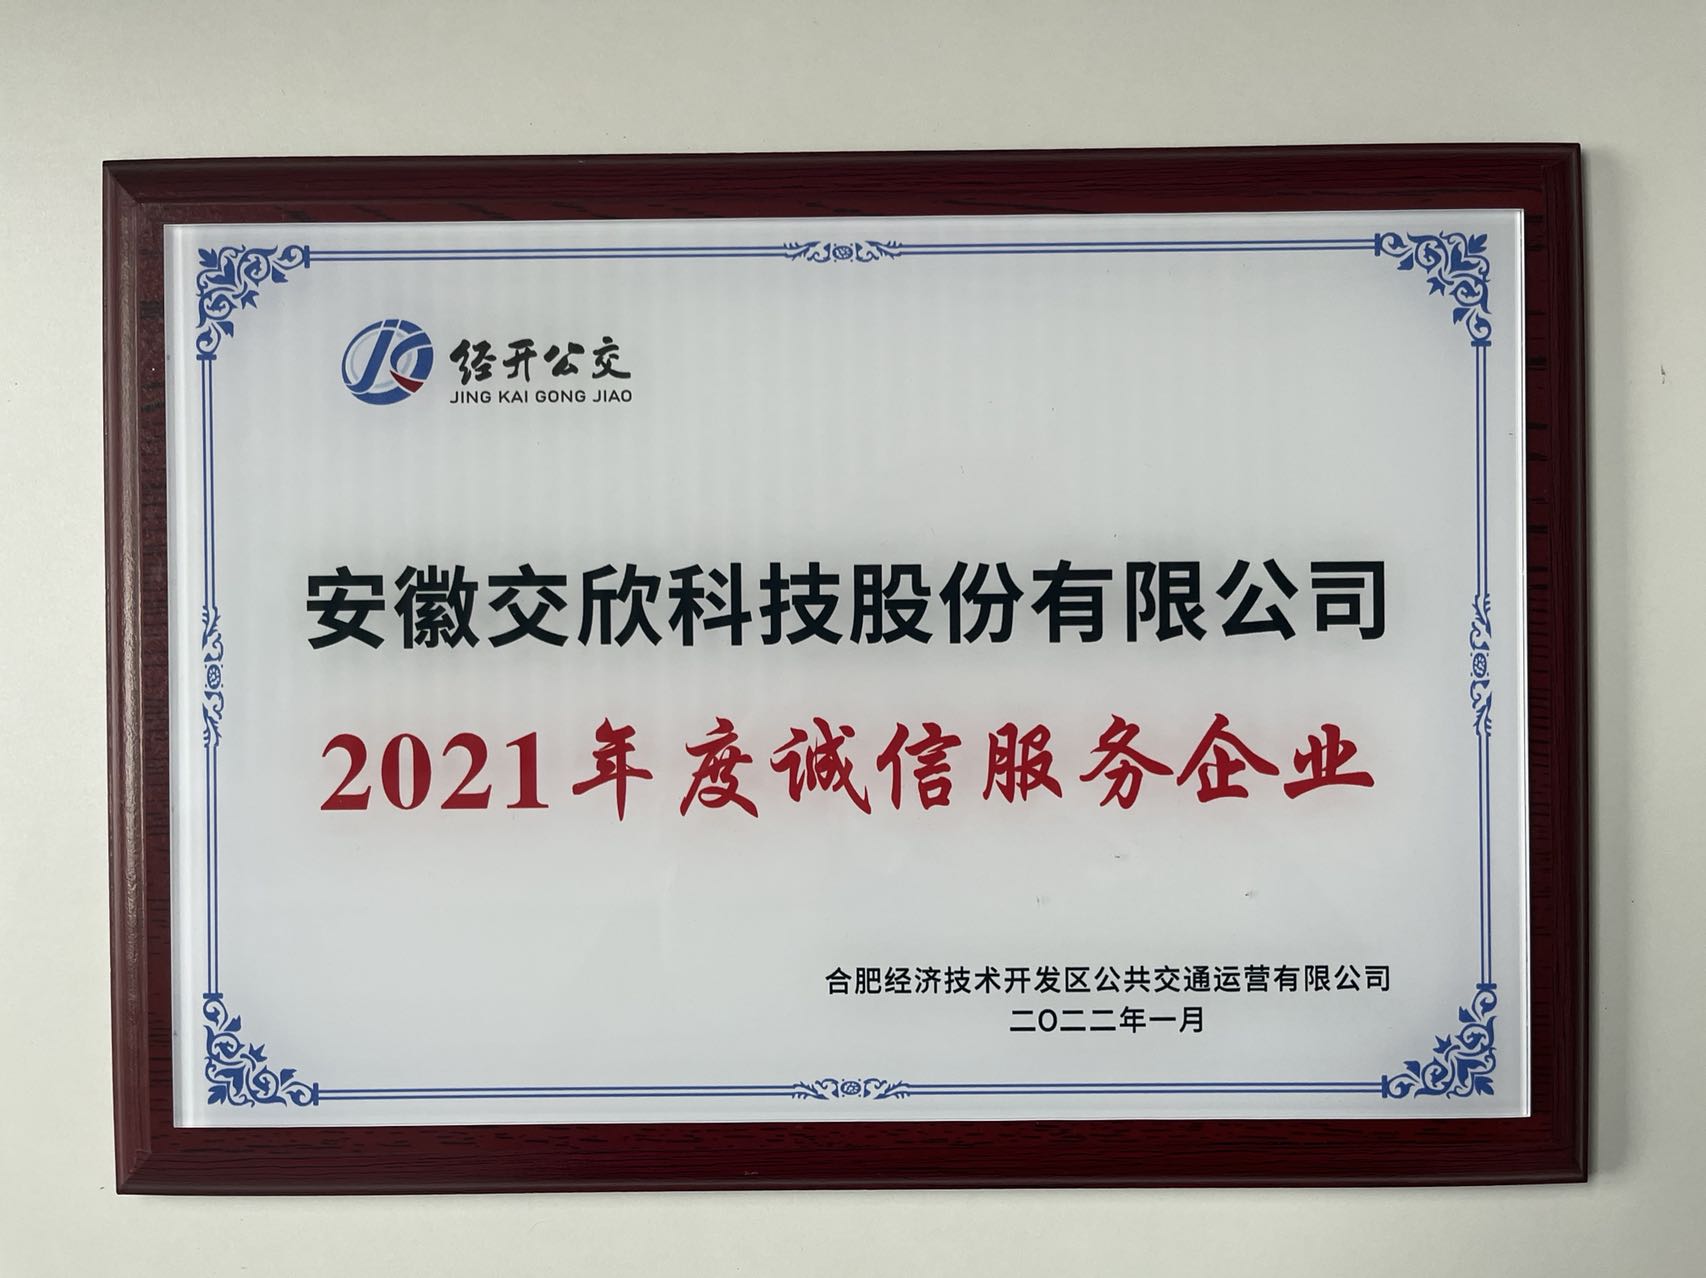 经开公交
JING KAI GONG JIAO
安徽交欣科技股份有限公司
2021年度诚信服务企业
合肥经济技术开发区公共交通运营有限公司
二〇二二年一月